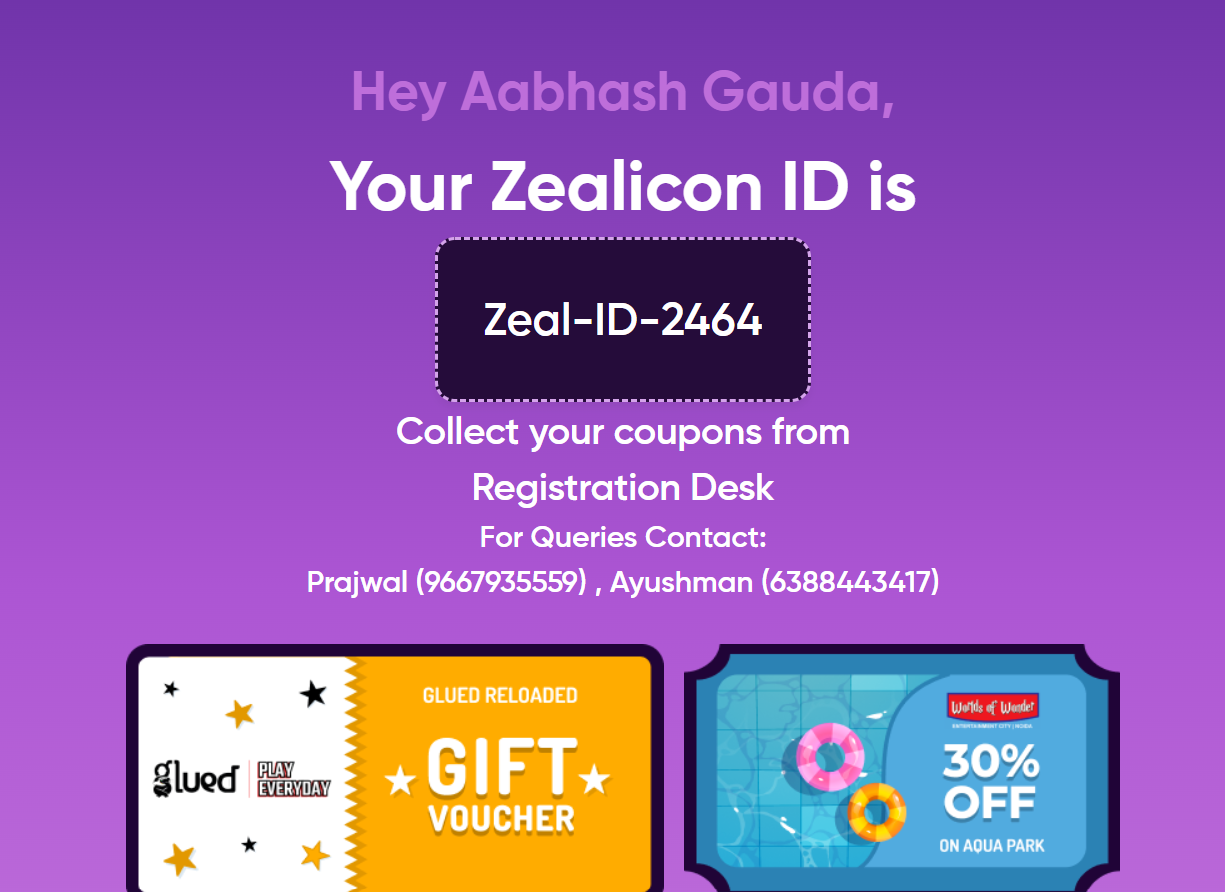 Hey Aabhash Gauda,
Your Zealicon ID is
Zeal-ID-2464
Collect your coupons from
Registration Desk
For Queries Contact:
Prajwal (9667935559) , Ayushman (6388443417)
glued
PLAY
EVERYDAY
GLUED RELOADED
GIFT
VOUCHER
Worlds of Wonder
ENTERTAINMENT CITY | NOIDA
30%
OFF
ON AQUA PARK